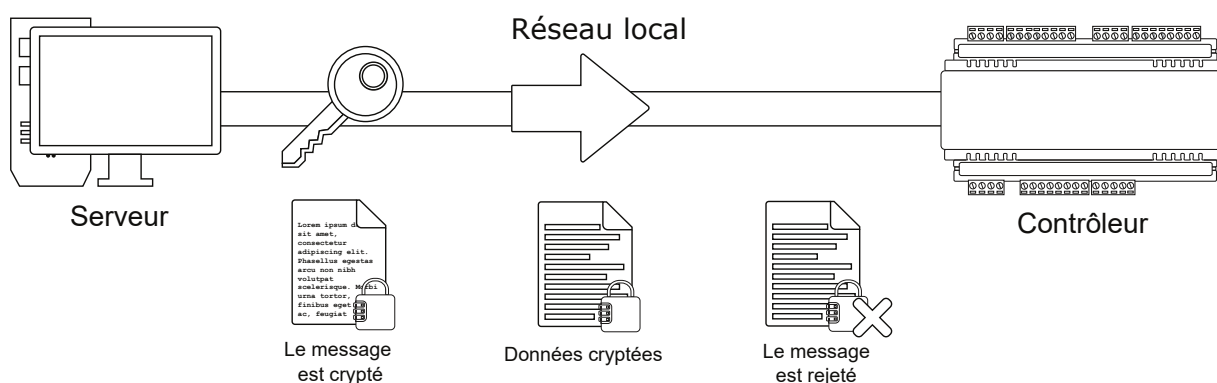 Réseau local
Serveur
Contrôleur
Lorem ipsum d
sit amet,
consectetur
adipiscing elit.
Phasellus egestas
arcu non nibh
volutpat
scelerisque. Morbi
urna tortor,
finibus eget
ac, feugiat
Le message
est crypté
Données cryptées
Le message
est rejeté